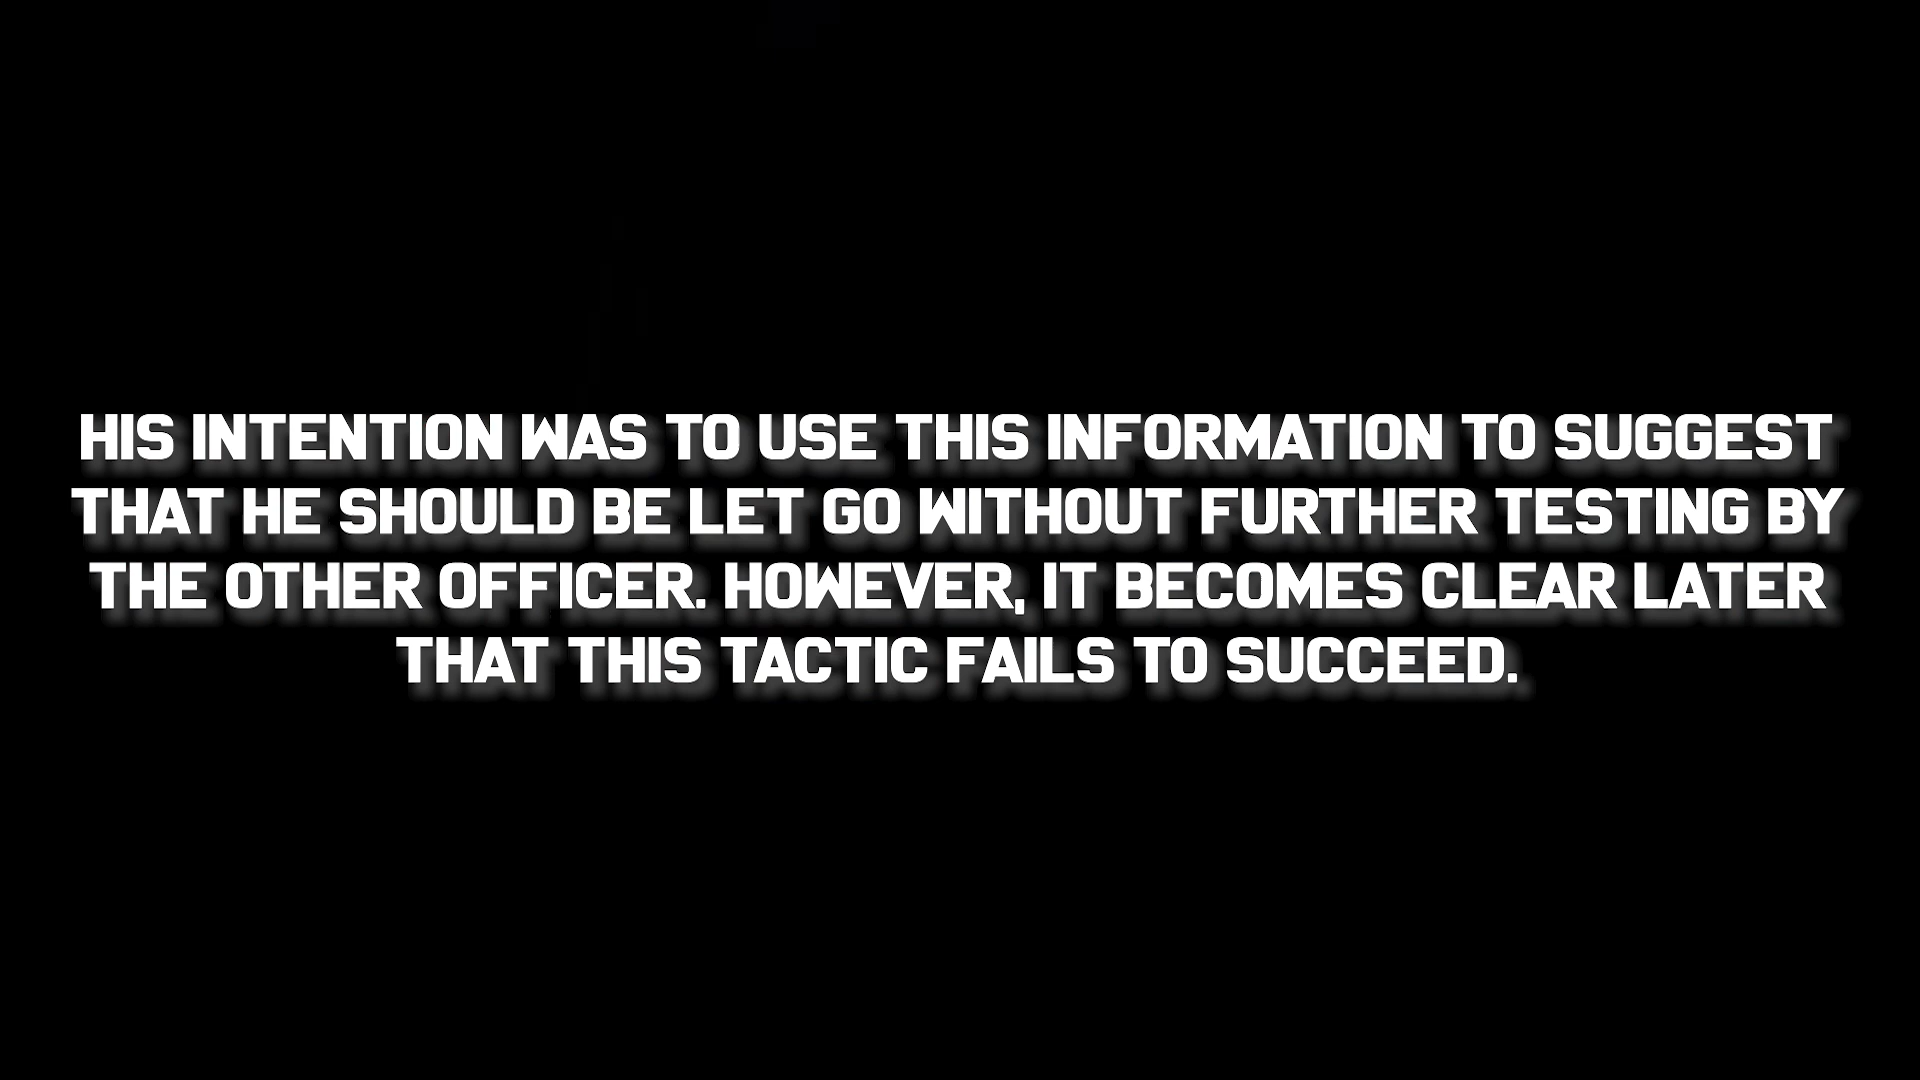 HIS INTENTION WAS TO USE THIS INFORMATION TO SUGGEST
THAT HE SHOULD BE LET GO WITHOUT FURTHER TESTING BY
THE OTHER OFFICER. HOWEVER, IT BECOMES CLEAR LATER
THAT THIS TACTIC FAILS TO SUCCEED.